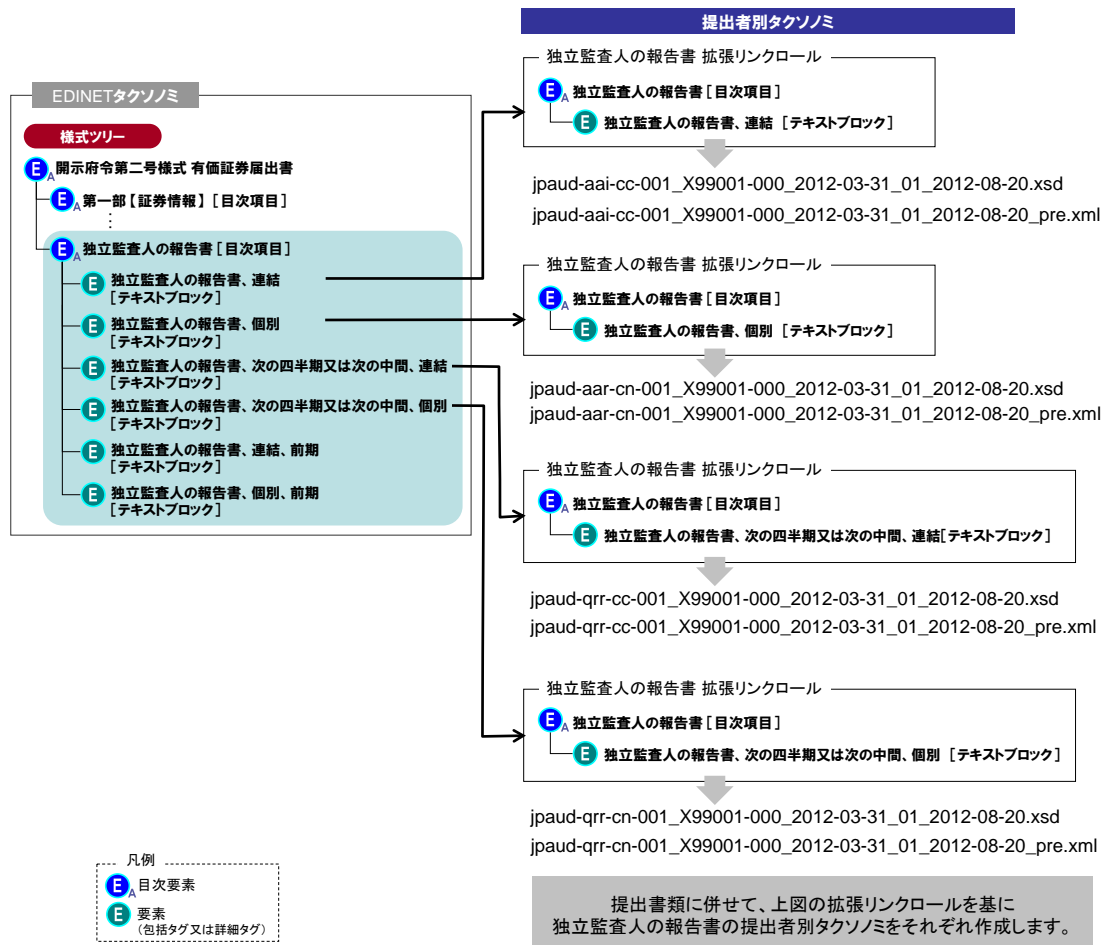 提出者別タクソノミ
EDINETタクソノミ
様式ツリー
E A 開示府令第二号様式 有価証券届出書
E A 第一部【証券情報】 [目次項目]
⋮
E A 独立監査人の報告書[目次項目]
E 独立監査人の報告書、連結
[テキストブロック]
E 独立監査人の報告書、個別
[テキストブロック]
E 独立監査人の報告書、次の四半期又は次の中間、連結
[テキストブロック]
E 独立監査人の報告書、次の四半期又は次の中間、個別
[テキストブロック]
E 独立監査人の報告書、連結、前期
[テキストブロック]
E 独立監査人の報告書、個別、前期
[テキストブロック]
独立監査人の報告書 拡張リンクロール
E A 独立監査人の報告書[目次項目]
E 独立監査人の報告書、連結 [テキストブロック]
jpaud-aai-cc-001_X99001-000_2012-03-31_01_2012-08-20.xsd
jpaud-aai-cc-001_X99001-000_2012-03-31_01_2012-08-20_pre.xml
独立監査人の報告書 拡張リンクロール
E A 独立監査人の報告書[目次項目]
E 独立監査人の報告書、個別 [テキストブロック]
jpaud-aar-cn-001_X99001-000_2012-03-31_01_2012-08-20.xsd
jpaud-aar-cn-001_X99001-000_2012-03-31_01_2012-08-20_pre.xml
独立監査人の報告書 拡張リンクロール
E A 独立監査人の報告書[目次項目]
E 独立監査人の報告書、次の四半期又は次の中間、連結[テキストブロック]
jpaud-qrr-cc-001_X99001-000_2012-03-31_01_2012-08-20.xsd
jpaud-qrr-cc-001_X99001-000_2012-03-31_01_2012-08-20_pre.xml
独立監査人の報告書 拡張リンクロール
E A 独立監査人の報告書[目次項目]
E 独立監査人の報告書、次の四半期又は次の中間、個別 [テキストブロック]
jpaud-qrr-cn-001_X99001-000_2012-03-31_01_2012-08-20.xsd
jpaud-qrr-cn-001_X99001-000_2012-03-31_01_2012-08-20_pre.xml
凡例
E A 目次要素
E 要素
(包括タグ又は詳細タグ)
提出書類に併せて、上図の拡張リンクロールを基に
独立監査人の報告書の提出者別タクソノミをそれぞれ作成します。